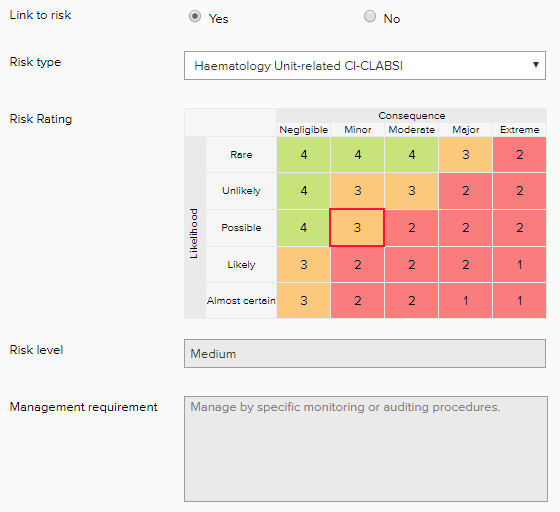 Link to risk Yes No
Risk type Haematology Unit-related CI-CLABSI
Risk Rating Consequence
Negligible Minor Moderate Major Extreme
Likelihood
Rare 4 4 4 3 2
Unlikely 4 3 3 2 2
Possible 4 3 2 2 2
Likely 3 2 2 2 1
Almost certain 3 2 2 1 1
Risk level Medium
Management requirement Manage by specific monitoring or auditing procedures.